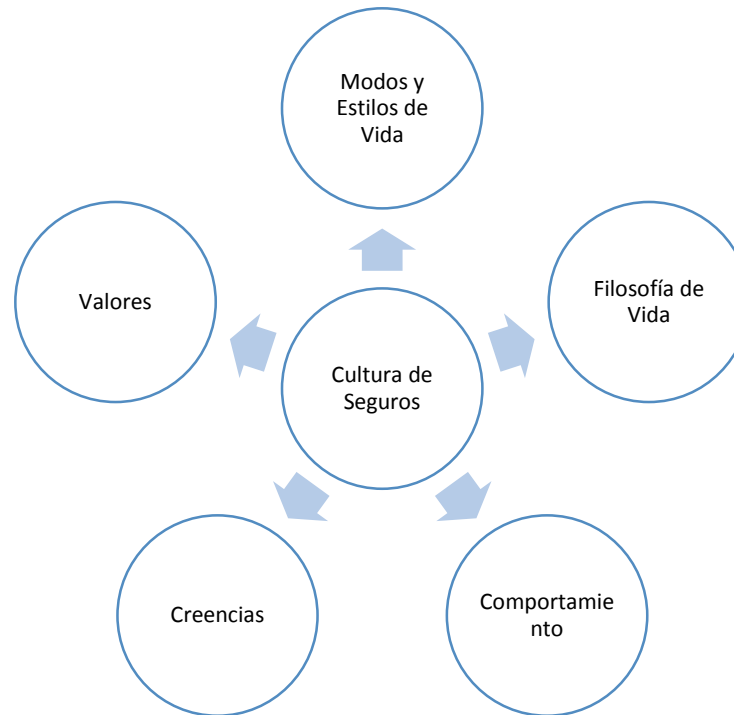 Modos y
Estilos de
Vida
Filosofía de
Vida
Valores
Cultura de
Seguros
Comportamie
nto
Creencias